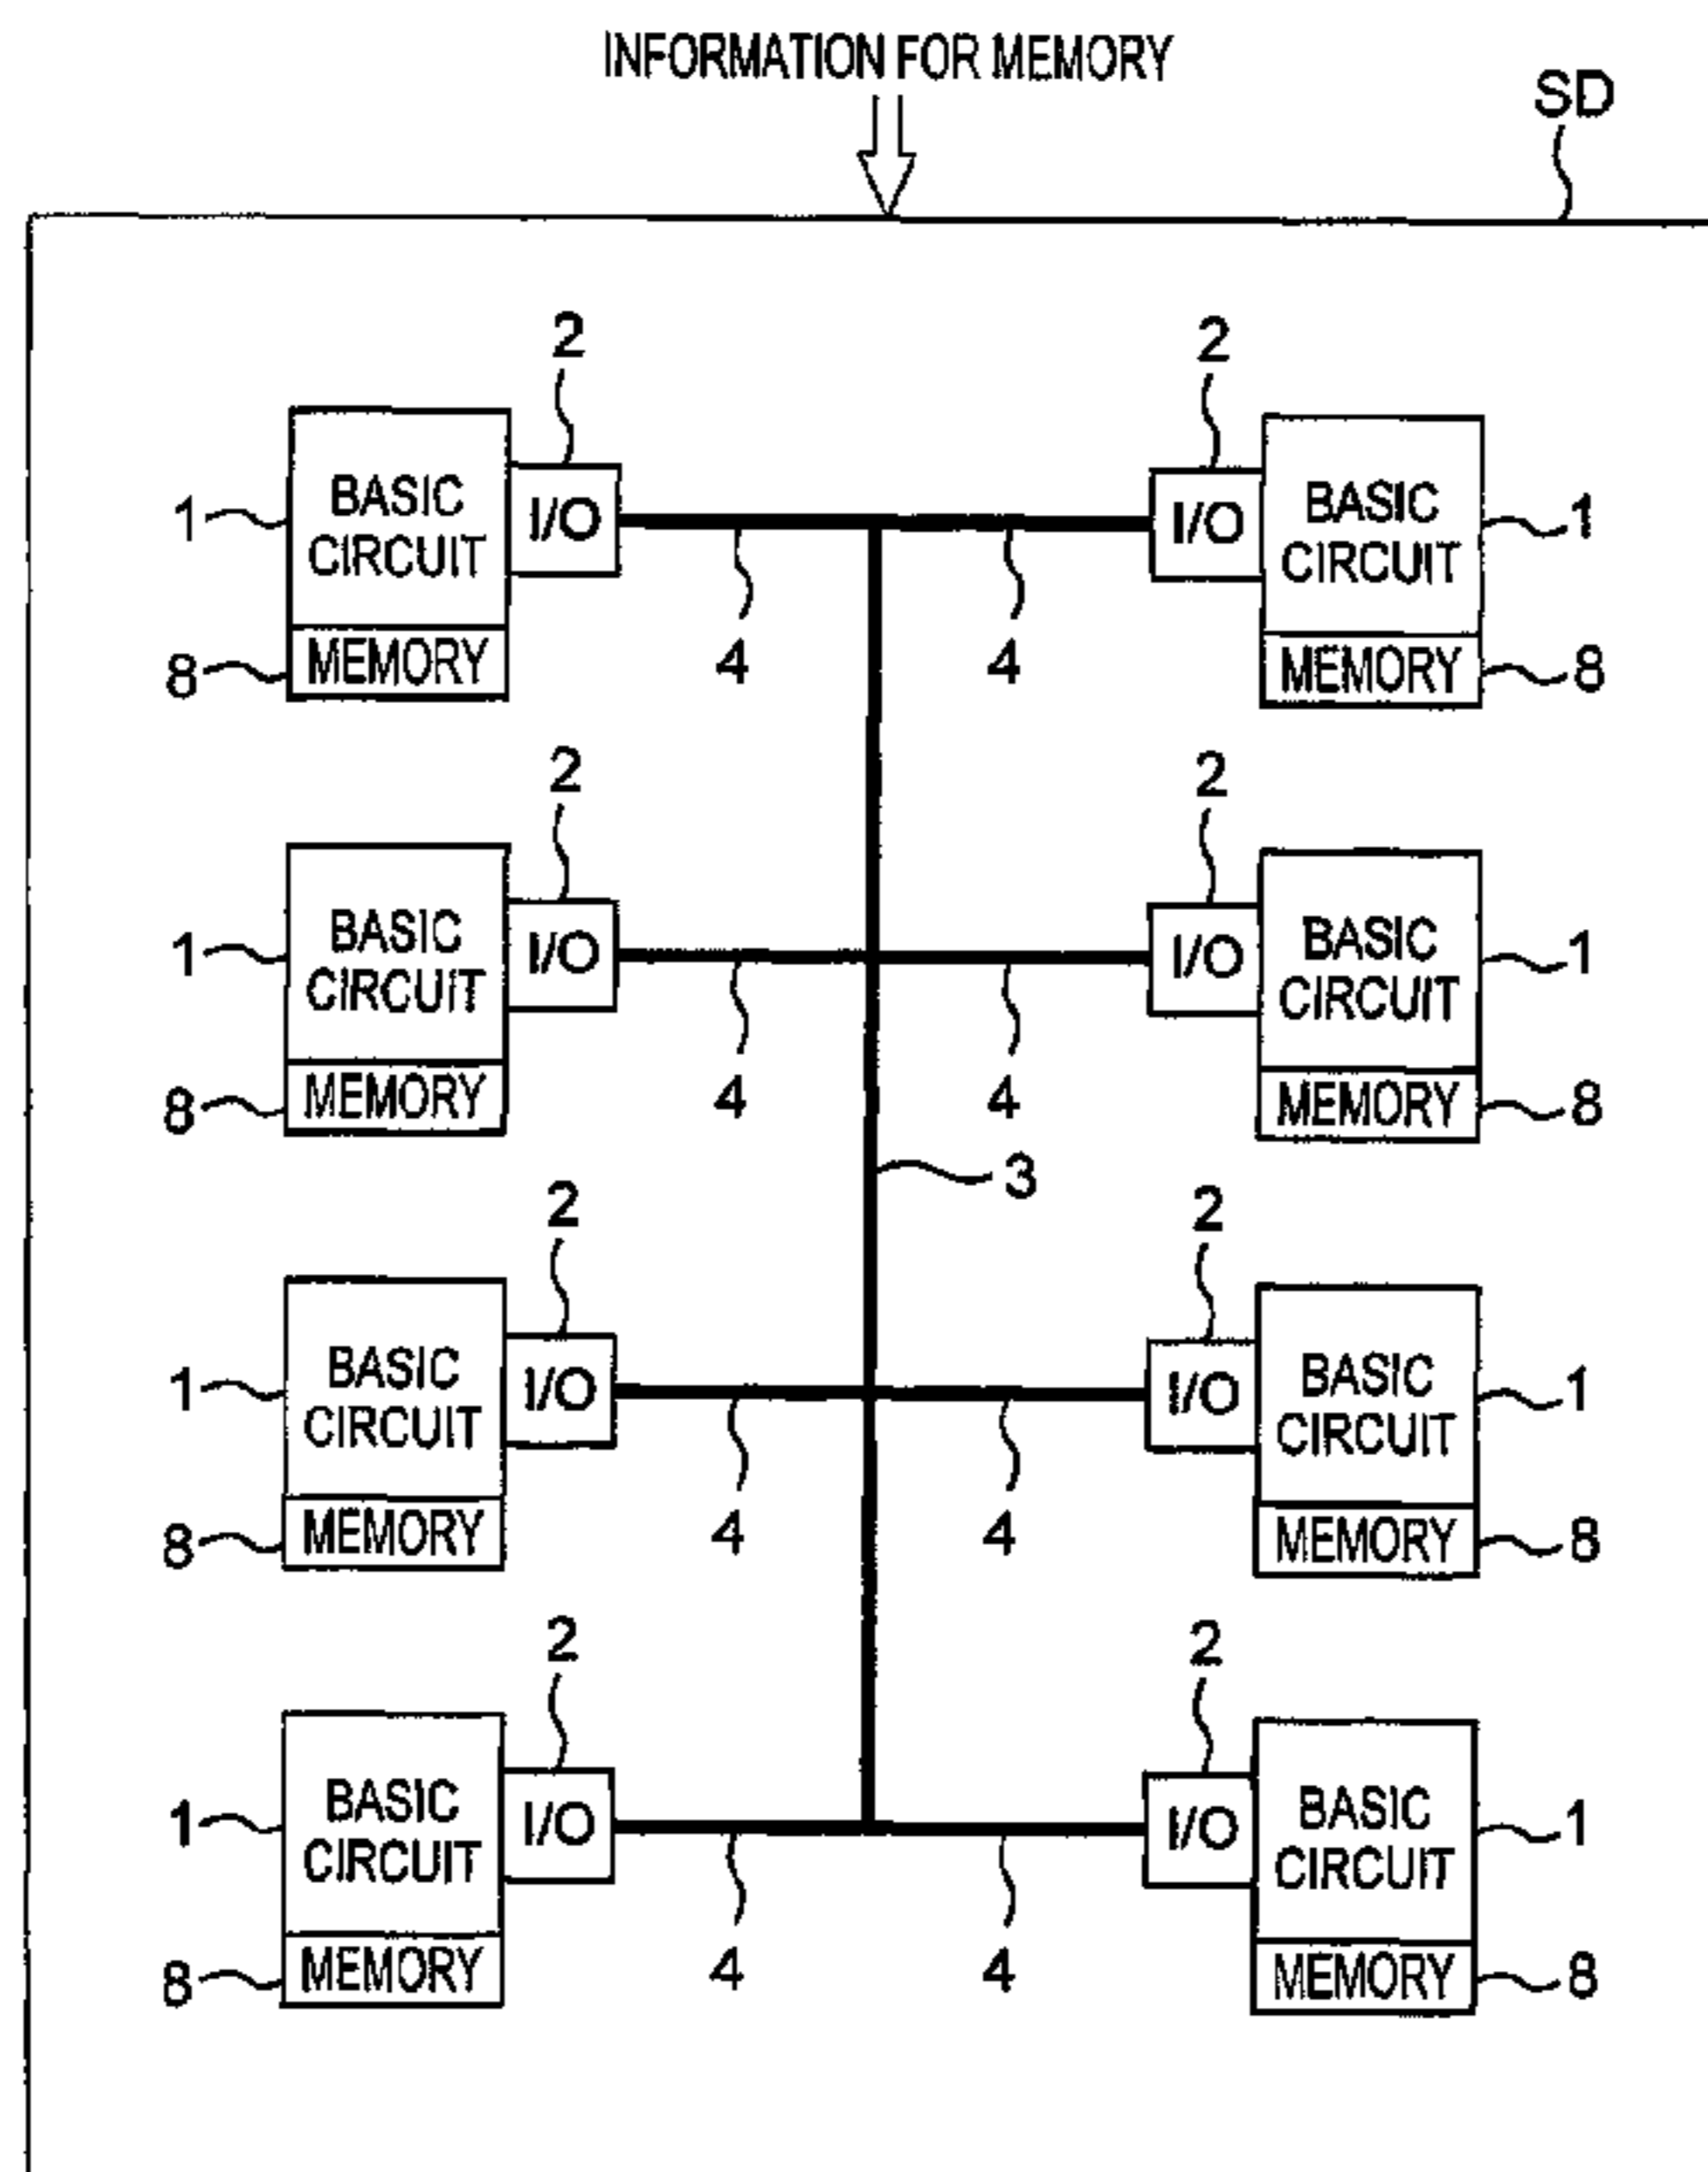 INFORMATION FOR MEMORY
SD
2
2
1
BASIC
CIRCUIT
I/O
I/O
BASIC
CIRCUIT
1
8
MEMORY
4
4
MEMORY
8
2
2
1
BASIC
CIRCUIT
I/O
I/O
BASIC
CIRCUIT
1
8
MEMORY
4
4
MEMORY
8
3
2
2
1
BASIC
CIRCUIT
I/O
I/O
BASIC
CIRCUIT
1
8
MEMORY
4
4
MEMORY
8
2
2
1
BASIC
CIRCUIT
I/O
I/O
BASIC
CIRCUIT
1
8
MEMORY
4
4
MEMORY
8